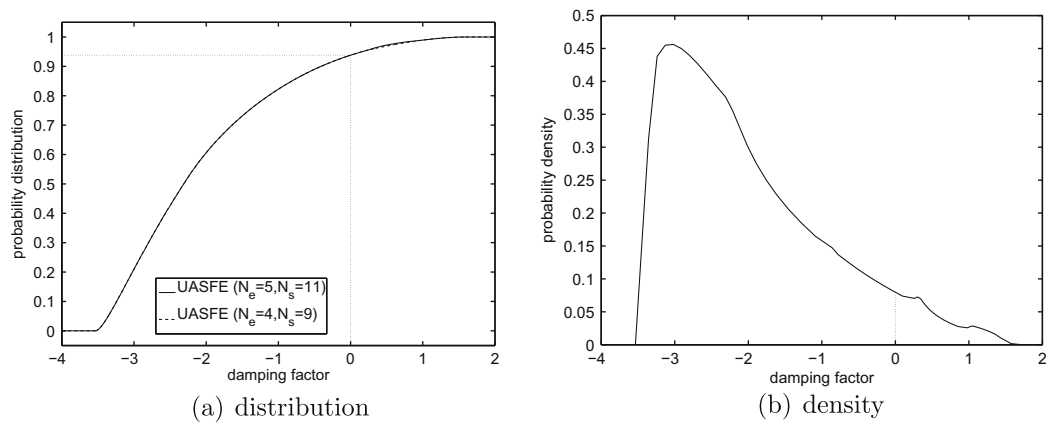 1
0.9
0.8
0.7
0.6
0.5
0.4
0.3
0.2
0.1
0
probability distribution
UASFE (N_e=5,N_s=11)
UASFE (N_e=4,N_s=9)
−4 −3 −2 −1 0 1 2
damping factor
(a) distribution
0.5
0.45
0.4
0.35
0.3
0.25
0.2
0.15
0.1
0.05
0
probability density
−4 −3 −2 −1 0 1 2
damping factor
(b) density